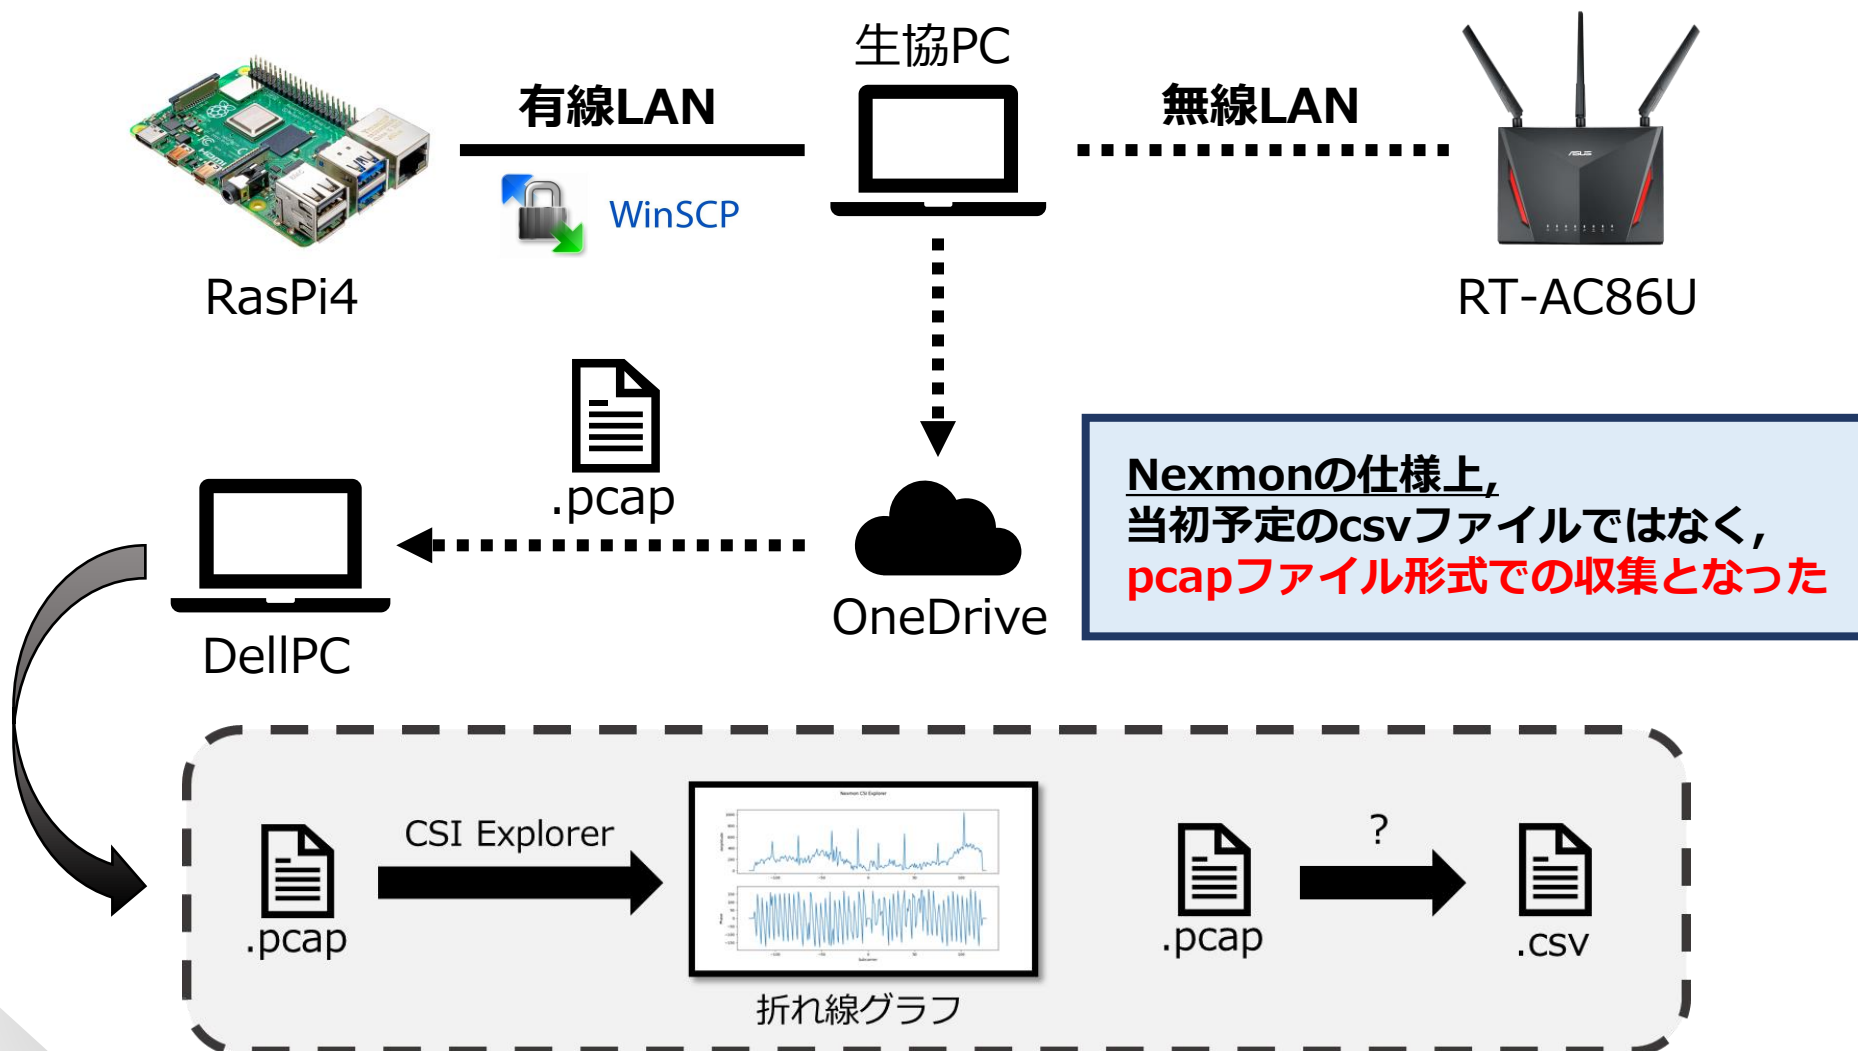 生協PC
有線LAN
無線LAN
WinSCP
RasPi4
RT-AC86U
.pcap
Nexmonの仕様上,
当初予定のcsvファイルではなく,
pcapファイル形式での収集となった
OneDrive
DellPC
CSI Explorer
Nexmon CSI Explorer
?
.pcap
.pcap
.csv
折れ線グラフ